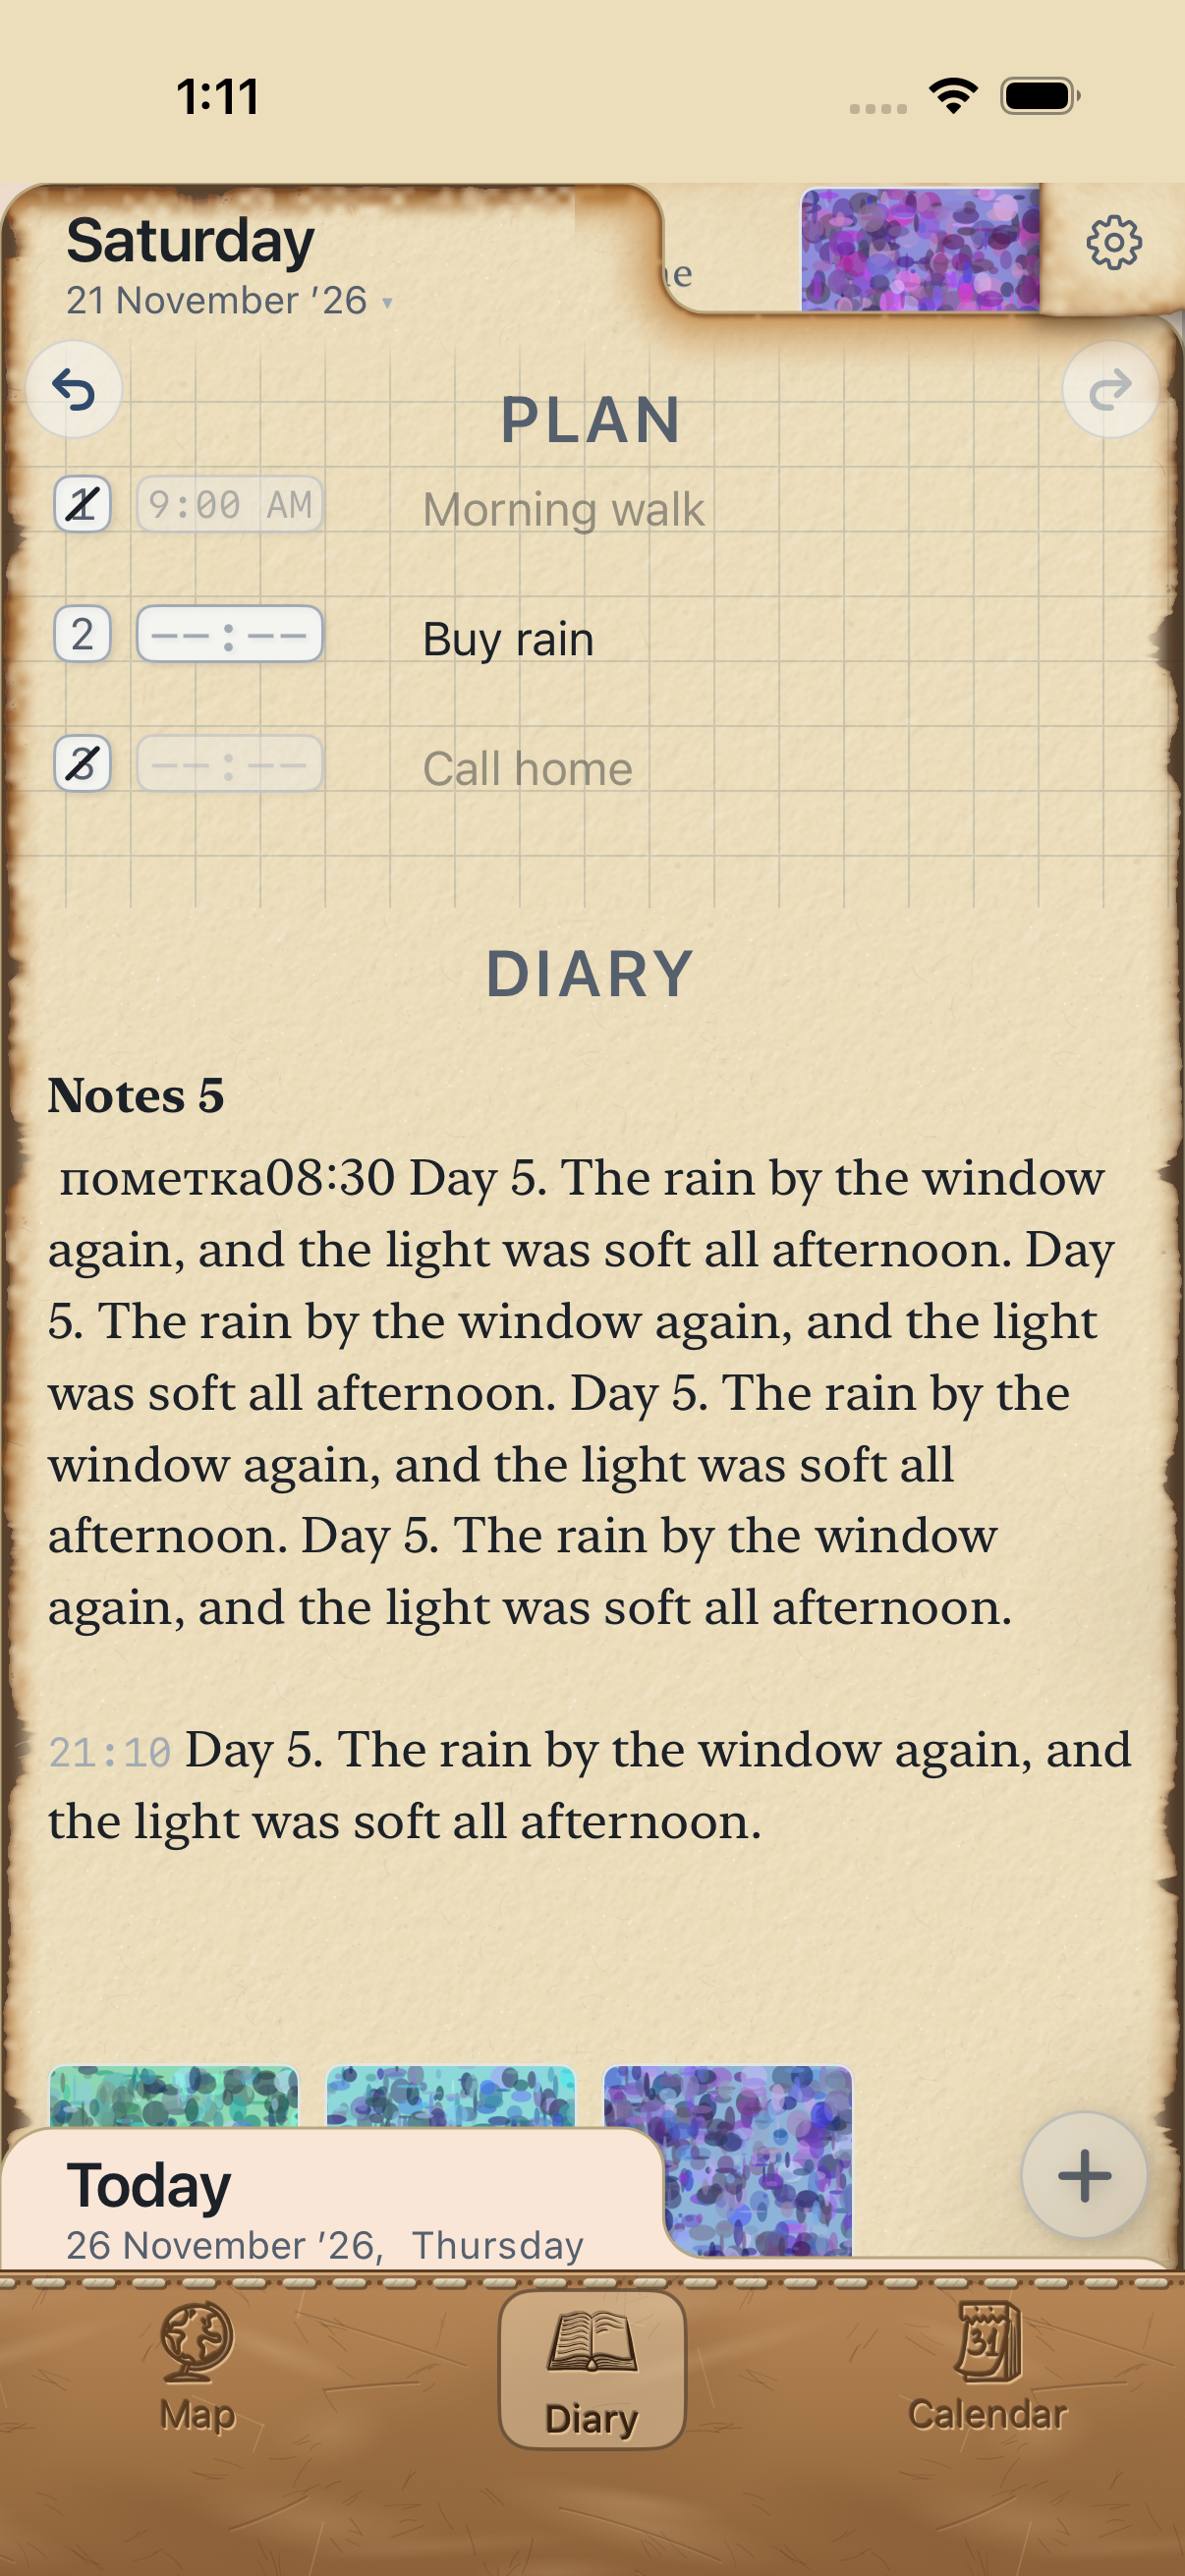 1:11
Saturday
21 November ’26
PLAN
1 9:00 AM Morning walk
2 --:-- Buy rain
3 --:-- Call home
DIARY
Notes 5
пометка08:30 Day 5. The rain by the window
again, and the light was soft all afternoon. Day
5. The rain by the window again, and the light
was soft all afternoon. Day 5. The rain by the
window again, and the light was soft all
afternoon. Day 5. The rain by the window
again, and the light was soft all afternoon.
21:10 Day 5. The rain by the window again, and
the light was soft all afternoon.
Today
26 November ’26, Thursday
Map
Diary
31
Calendar